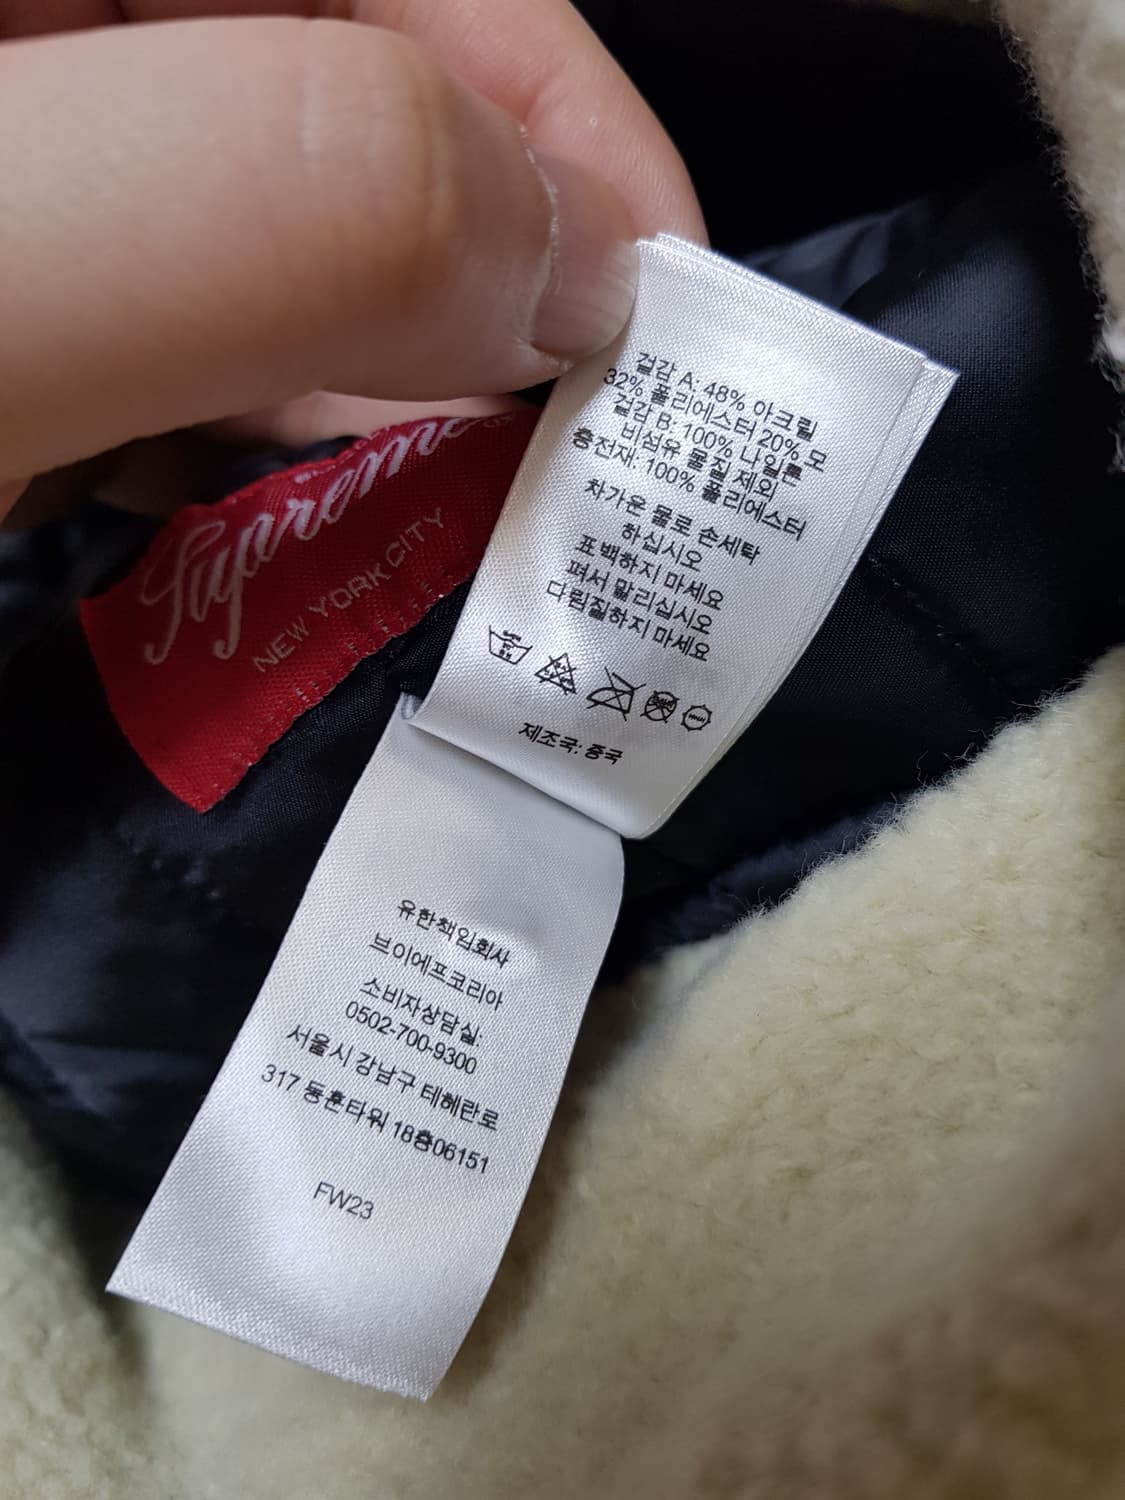 Supreme
NEW YORK CITY
겉감 A: 48% 아크릴
32% 폴리에스터 20% 모
겉감 B: 100% 나일론
비섬유 물질 제외
충전재: 100% 폴리에스터
차가운 물로 손세탁
하십시오
표백하지 마세요
펴서 말리십시오
다림질하지 마세요
제조국: 중국
유한책임회사
브이에프코리아
소비자상담실:
0502-700-9300
서울시 강남구 테헤란로
317 동훈타워 18층06151
FW23